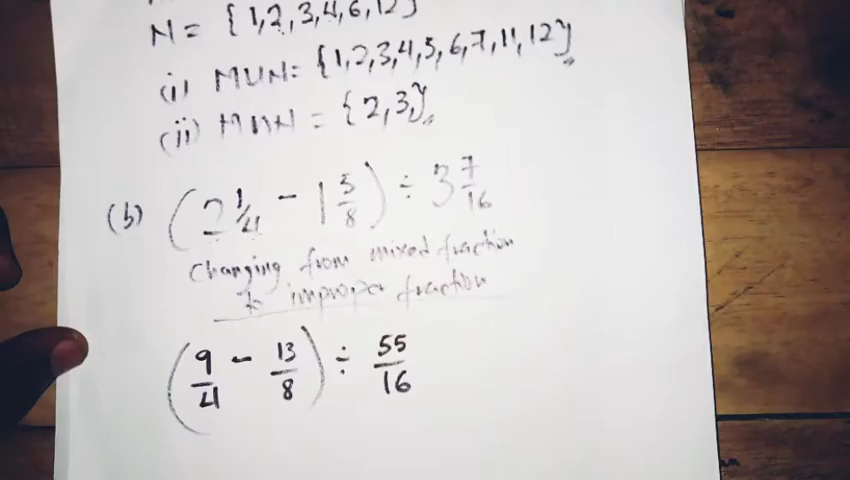 N = {1,2,3,4,6,12}
(i) MUN = {1,2,3,4,5,6,7,11,12}
(ii) M∩N = {2,3}
(b) (2 1/4 - 1 5/8) ÷ 3 7/16
Changing from mixed fraction
to improper fraction
(9/4 - 13/8) ÷ 55/16